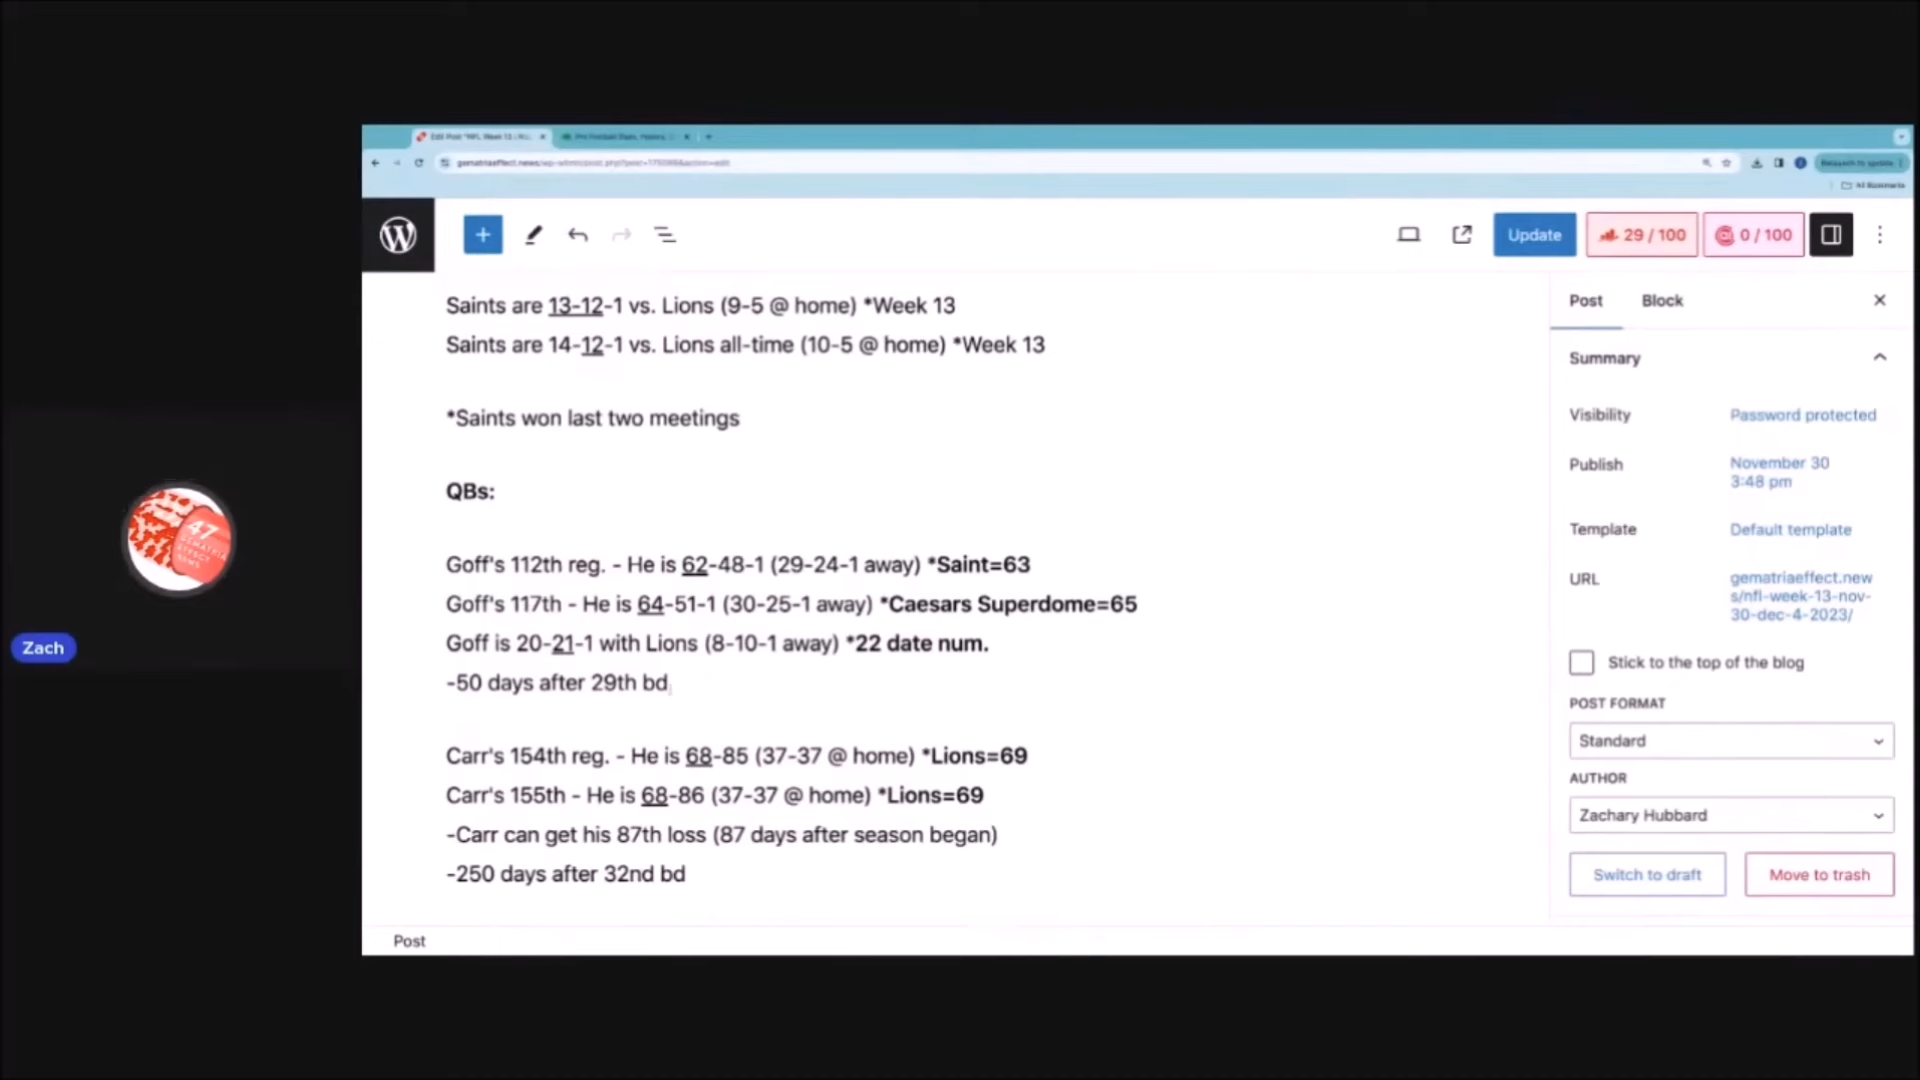 gematriaeffect.news/wp-admin/post.php?post=
Update
29 / 100
0 / 100
Saints are 13-12-1 vs. Lions (9-5 @ home) *Week 13
Saints are 14-12-1 vs. Lions all-time (10-5 @ home) *Week 13
*Saints won last two meetings
QBs:
Goff's 112th reg. - He is 62-48-1 (29-24-1 away) *Saint=63
Goff's 117th - He is 64-51-1 (30-25-1 away) *Caesars Superdome=65
Goff is 20-21-1 with Lions (8-10-1 away) *22 date num.
-50 days after 29th bd
Carr's 154th reg. - He is 68-85 (37-37 @ home) *Lions=69
Carr's 155th - He is 68-86 (37-37 @ home) *Lions=69
-Carr can get his 87th loss (87 days after season began)
-250 days after 32nd bd
Post
Post Block
Summary
Visibility Password protected
Publish November 30
3:48 pm
Template Default template
URL gematriaeffect.new
s/nfl-week-13-nov-
30-dec-4-2023/
Stick to the top of the blog
POST FORMAT
Standard
AUTHOR
Zachary Hubbard
Switch to draft Move to trash
Zach
47